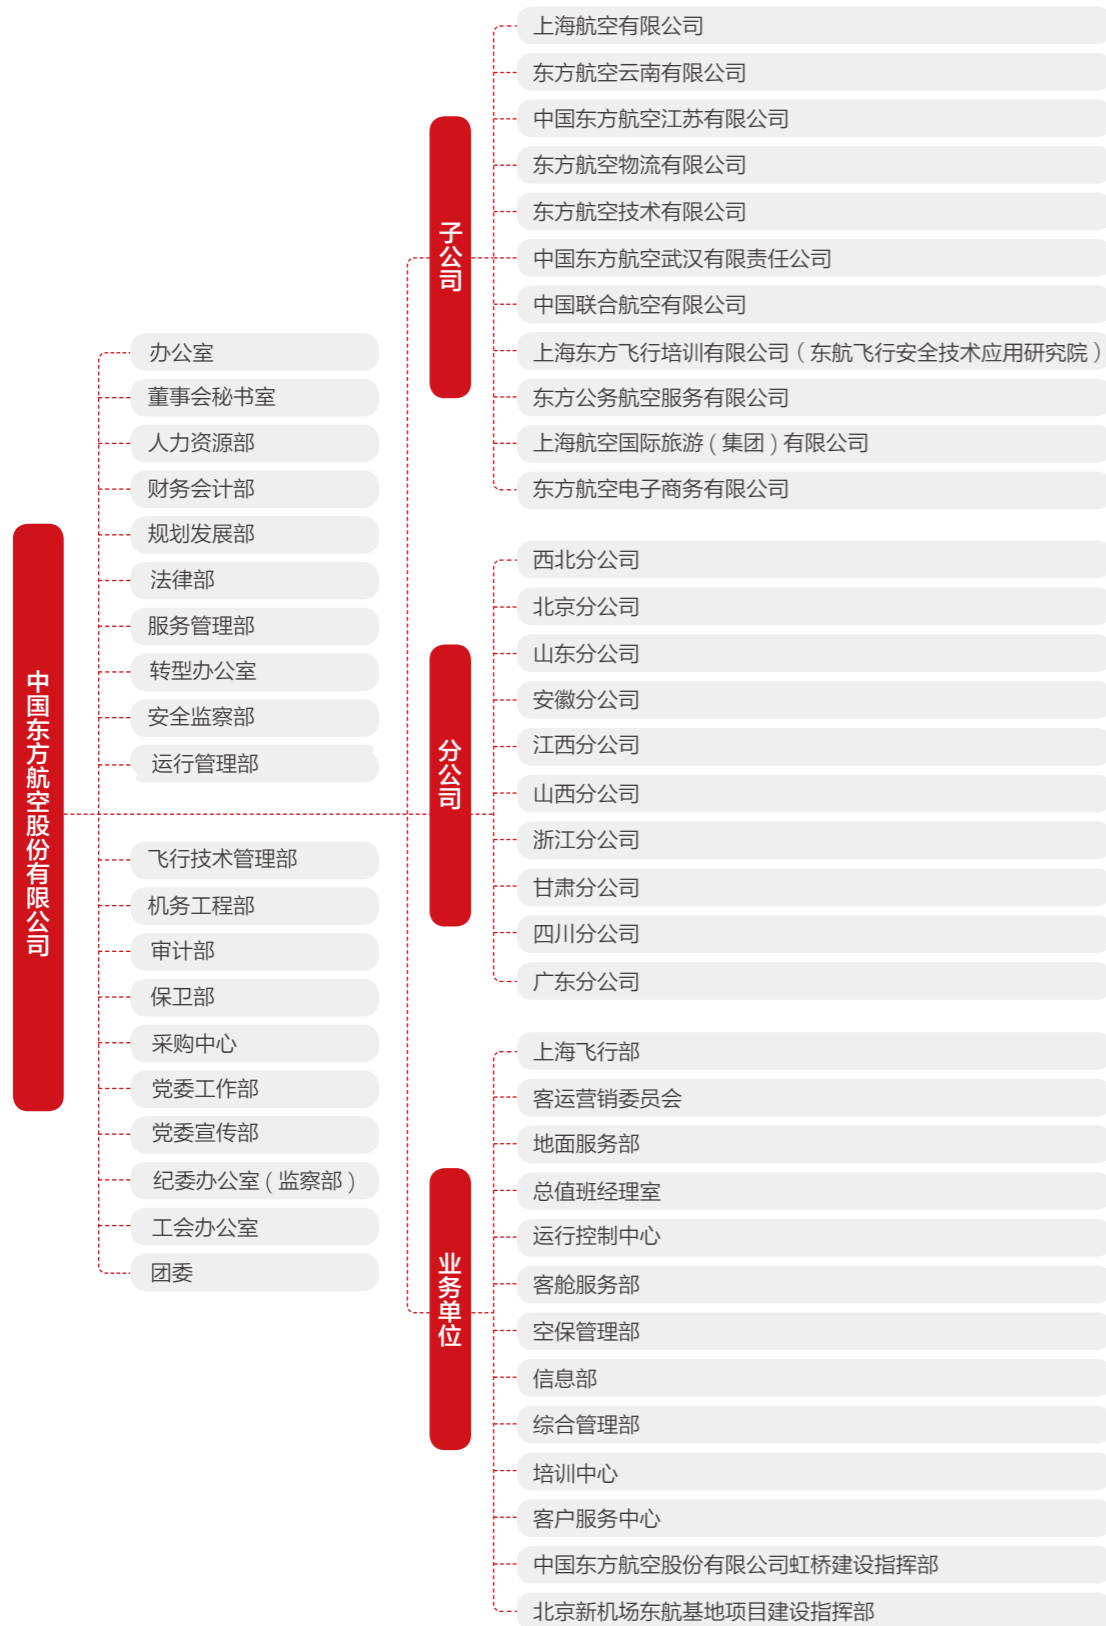 中国东方航空股份有限公司
办公室
董事会秘书室
人力资源部
财务会计部
规划发展部
法律部
服务管理部
转型办公室
安全监察部
运行管理部
飞行技术管理部
机务工程部
审计部
保卫部
采购中心
党委工作部
党委宣传部
纪委办公室(监察部)
工会办公室
团委
子公司
上海航空有限公司
东方航空云南有限公司
中国东方航空江苏有限公司
东方航空物流有限公司
东方航空技术有限公司
中国东方航空武汉有限责任公司
中国联合航空有限公司
上海东方飞行培训有限公司(东航飞行安全技术应用研究院)
东方公务航空服务有限公司
上海航空国际旅游(集团)有限公司
东方航空电子商务有限公司
分公司
西北分公司
北京分公司
山东分公司
安徽分公司
江西分公司
山西分公司
浙江分公司
甘肃分公司
四川分公司
广东分公司
业务单位
上海飞行部
客运营销委员会
地面服务部
总值班经理室
运行控制中心
客舱服务部
空保管理部
信息部
综合管理部
培训中心
客户服务中心
中国东方航空股份有限公司虹桥建设指挥部
北京新机场东航基地项目建设指挥部